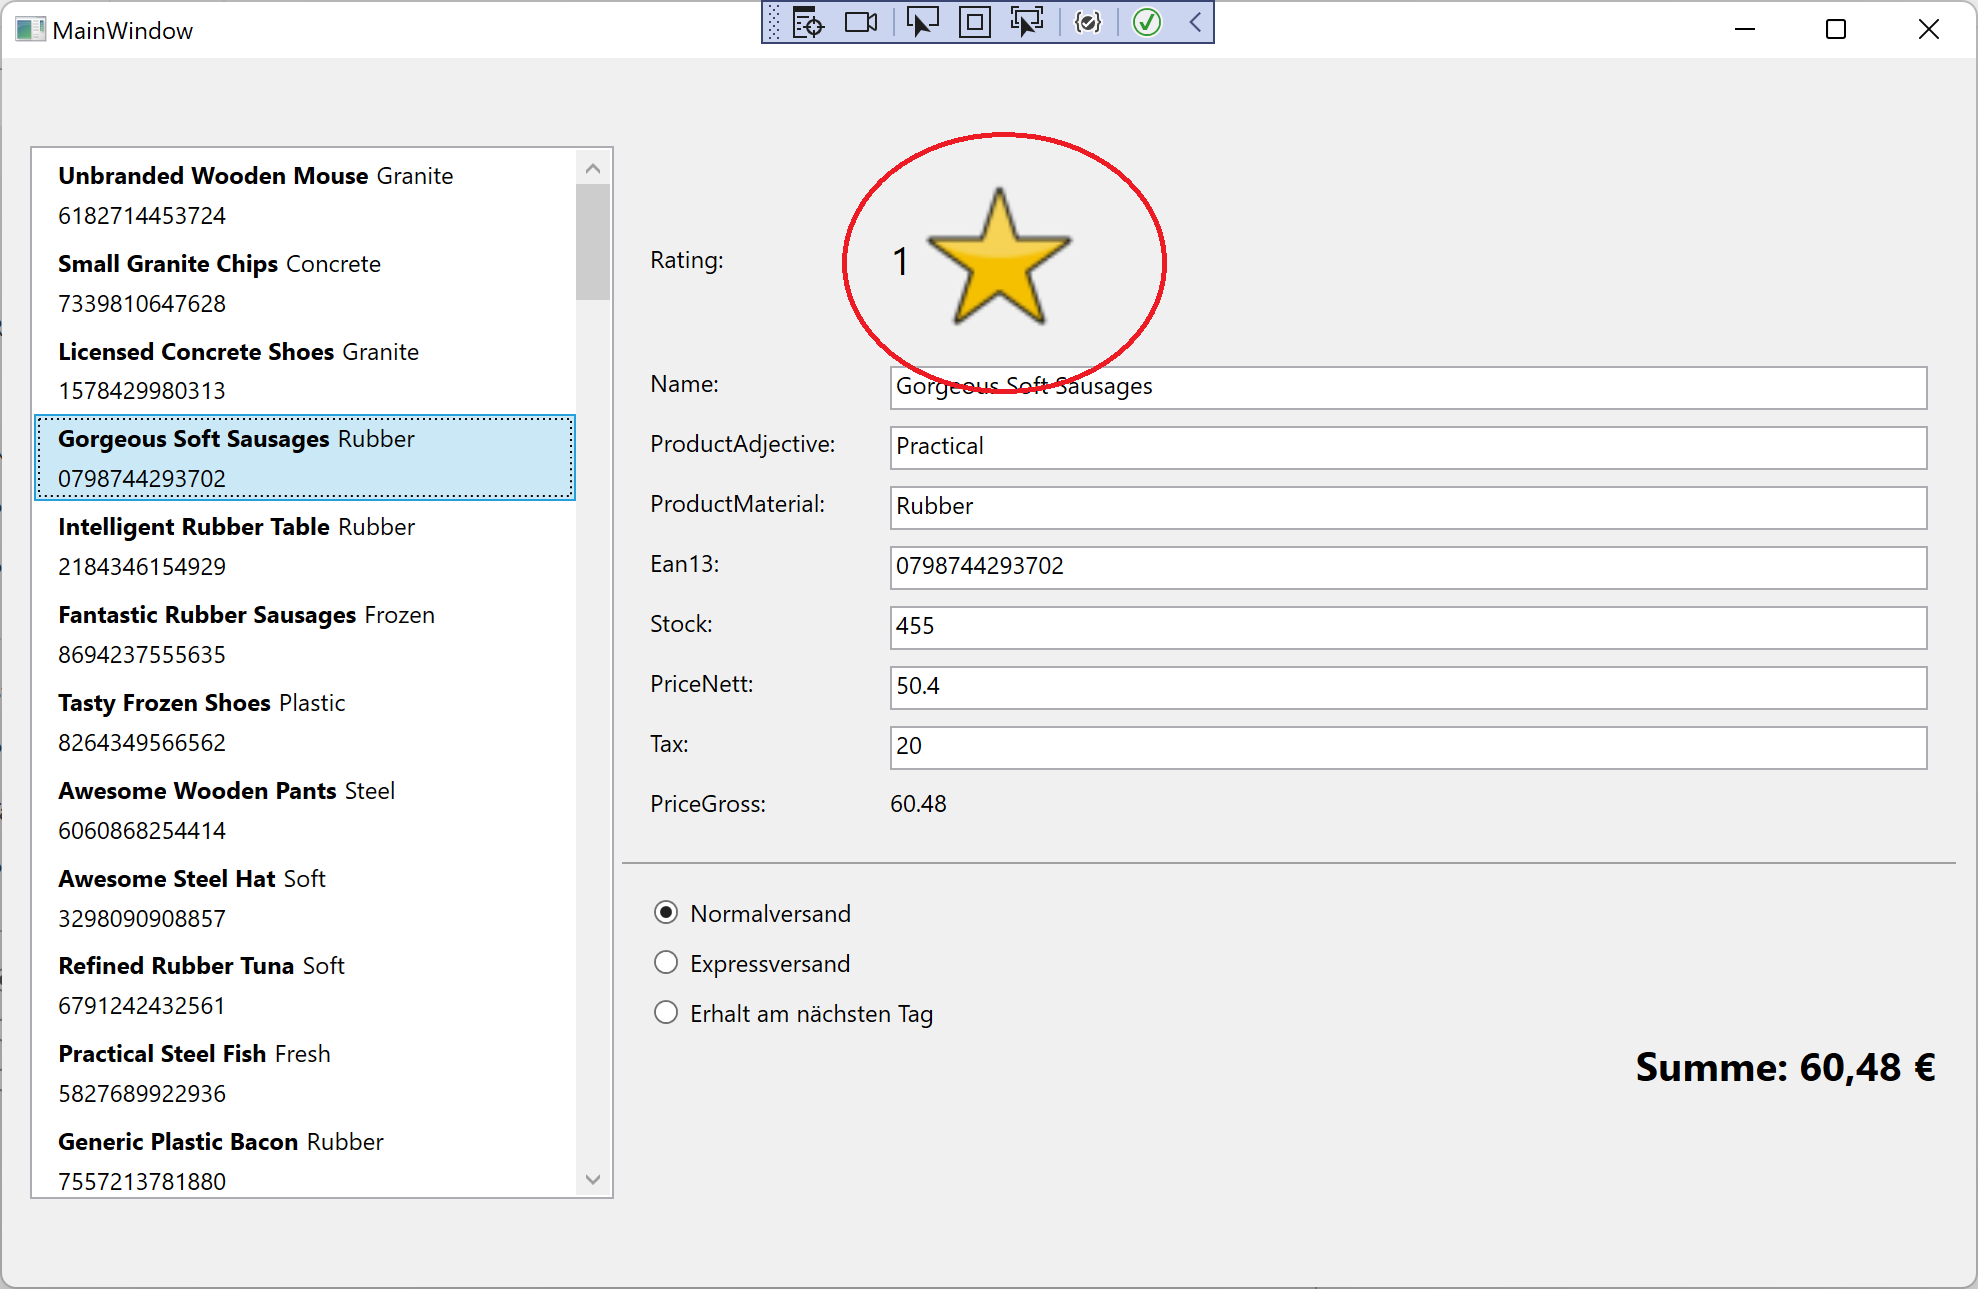 MainWindow
Unbranded Wooden Mouse Granite
6182714453724
Small Granite Chips Concrete
7339810647628
Licensed Concrete Shoes Granite
1578429980313
Gorgeous Soft Sausages Rubber
0798744293702
Intelligent Rubber Table Rubber
2184346154929
Fantastic Rubber Sausages Frozen
8694237555635
Tasty Frozen Shoes Plastic
8264349566562
Awesome Wooden Pants Steel
6060868254414
Awesome Steel Hat Soft
3298090908857
Refined Rubber Tuna Soft
6791242432561
Practical Steel Fish Fresh
5827689922936
Generic Plastic Bacon Rubber
7557213781880
Rating: 1
Name: Gorgeous Soft Sausages
ProductAdjective: Practical
ProductMaterial: Rubber
Ean13: 0798744293702
Stock: 455
PriceNett: 50.4
Tax: 20
PriceGross: 60.48
Normalversand
Expressversand
Erhalt am nächsten Tag
Summe: 60,48 €